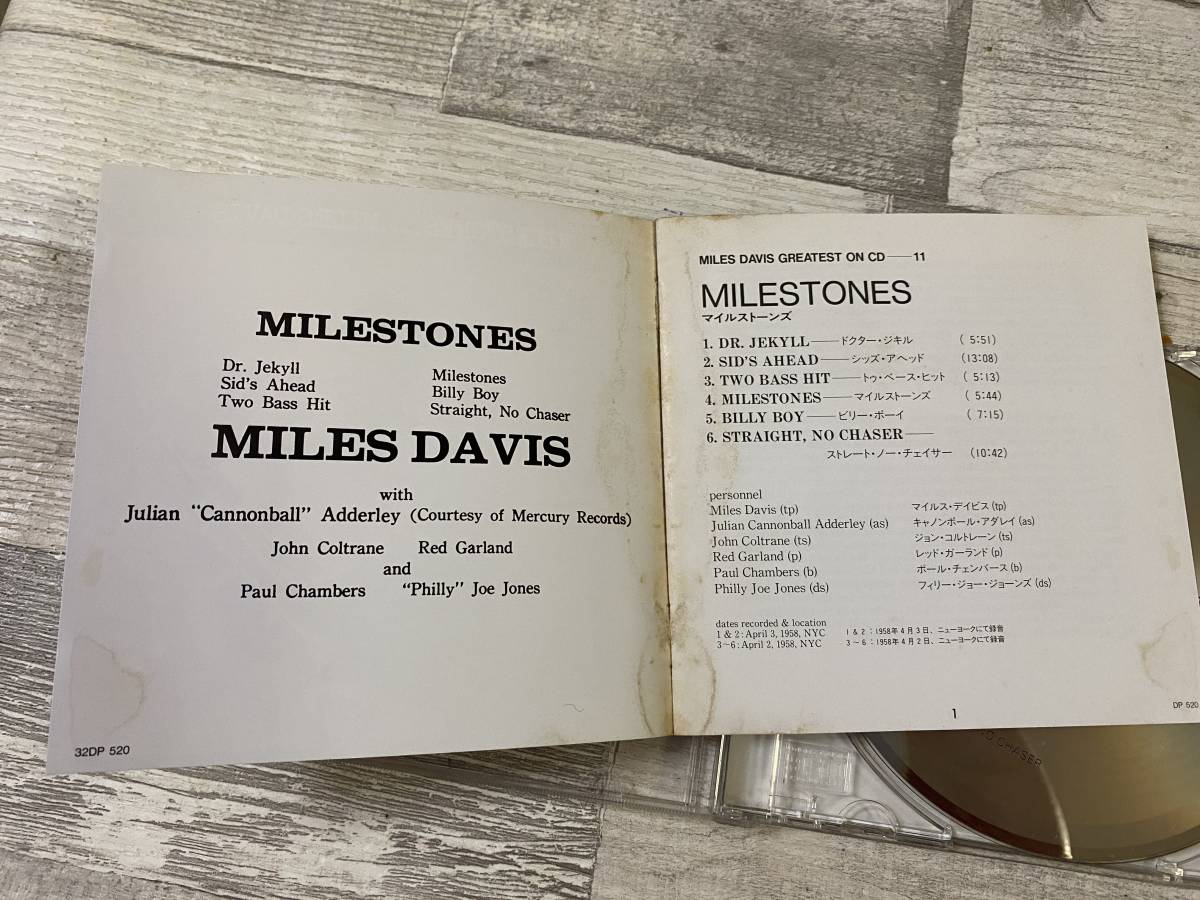 MILESTONES
Dr. Jekyll
Sid's Ahead
Two Bass Hit
Milestones
Billy Boy
Straight, No Chaser
MILES DAVIS
with
Julian "Cannonball" Adderley (Courtesy of Mercury Records)
John Coltrane Red Garland
and
Paul Chambers "Philly" Joe Jones
32DP 520
MILES DAVIS GREATEST ON CD——11
MILESTONES
マイルストーンズ
1. DR. JEKYLL——ドクター・ジキル ( 5:51)
2. SID'S AHEAD——シッズ・アヘッド (13:08)
3. TWO BASS HIT——トゥ・ベース・ヒット ( 5:13)
4. MILESTONES——マイルストーンズ ( 5:44)
5. BILLY BOY——ビリー・ボーイ ( 7:15)
6. STRAIGHT, NO CHASER——
ストレート・ノー・チェイサー (10:42)
personnel
Miles Davis (tp) マイルス・デイビス (tp)
Julian Cannonball Adderley (as) キャノンボール・アダレイ (as)
John Coltrane (ts) ジョン・コルトレーン (ts)
Red Garland (p) レッド・ガーランド (p)
Paul Chambers (b) ポール・チェンバース (b)
Philly Joe Jones (ds) フィリー・ジョー・ジョーンズ (ds)
dates recorded & location
1 & 2 : April 3, 1958, NYC 1 & 2 : 1958年4月3日、ニューヨークにて録音
3～6 : April 2, 1958, NYC 3～6 : 1958年4月2日、ニューヨークにて録音
1
DP 520
NO CHASER